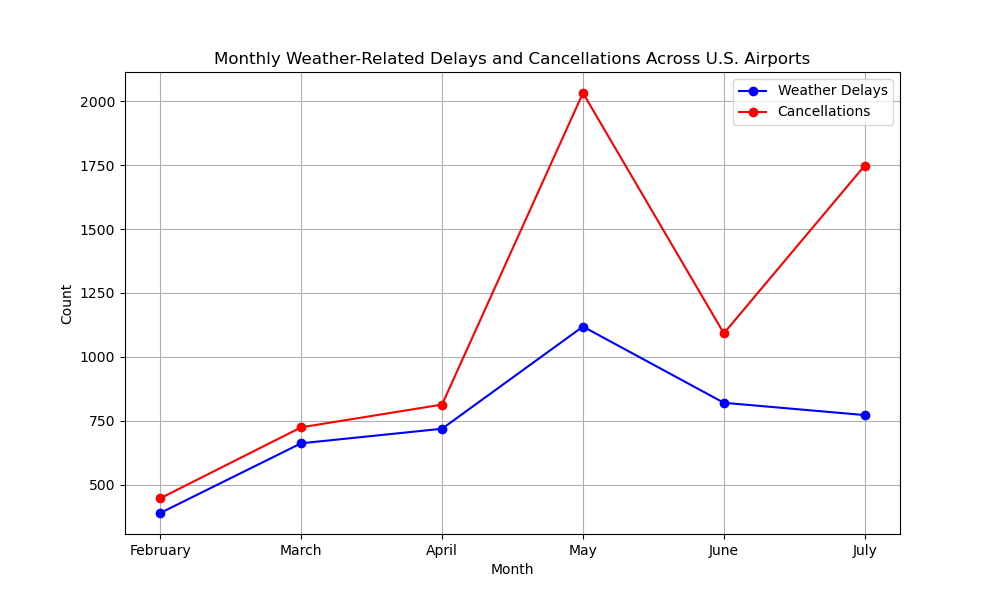 Monthly Weather-Related Delays and Cancellations Across U.S. Airports
Weather Delays
Cancellations
2000
1750
1500
1250
1000
750
500
Count
February March April May June July
Month